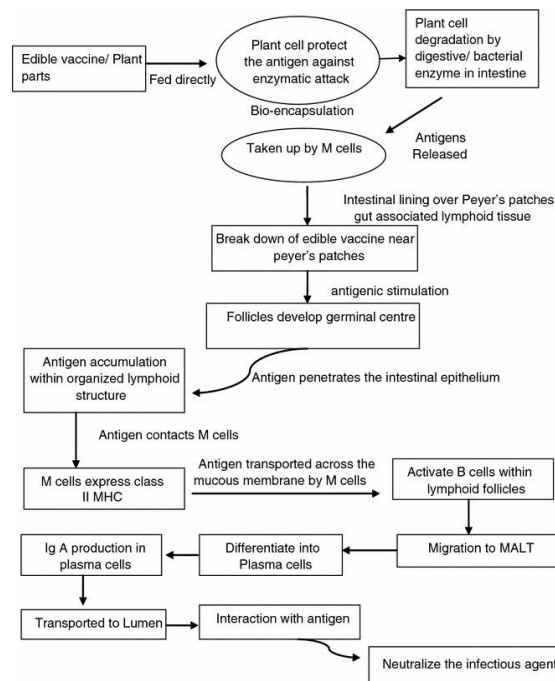 Edible vaccine/ Plant
parts
Fed directly
Plant cell protect
the antigen against
enzymatic attack
Bio-encapsulation
Plant cell
degradation by
digestive/ bacterial
enzyme in intestine
Antigens
Released
Taken up by M cells
Intestinal lining over Peyer's patches
gut associated lymphoid tissue
Break down of edible vaccine near
peyer's patches
antigenic stimulation
Follicles develop germinal centre
Antigen penetrates the intestinal epithelium
Antigen accumulation
within organized lymphoid
structure
Antigen contacts M cells
M cells express class
II MHC
Antigen transported across the
mucous membrane by M cells
Activate B cells within
lymphoid follicles
Migration to MALT
Differentiate into
Plasma cells
Ig A production in
plasma cells
Transported to Lumen
Interaction with antigen
Neutralize the infectious agent